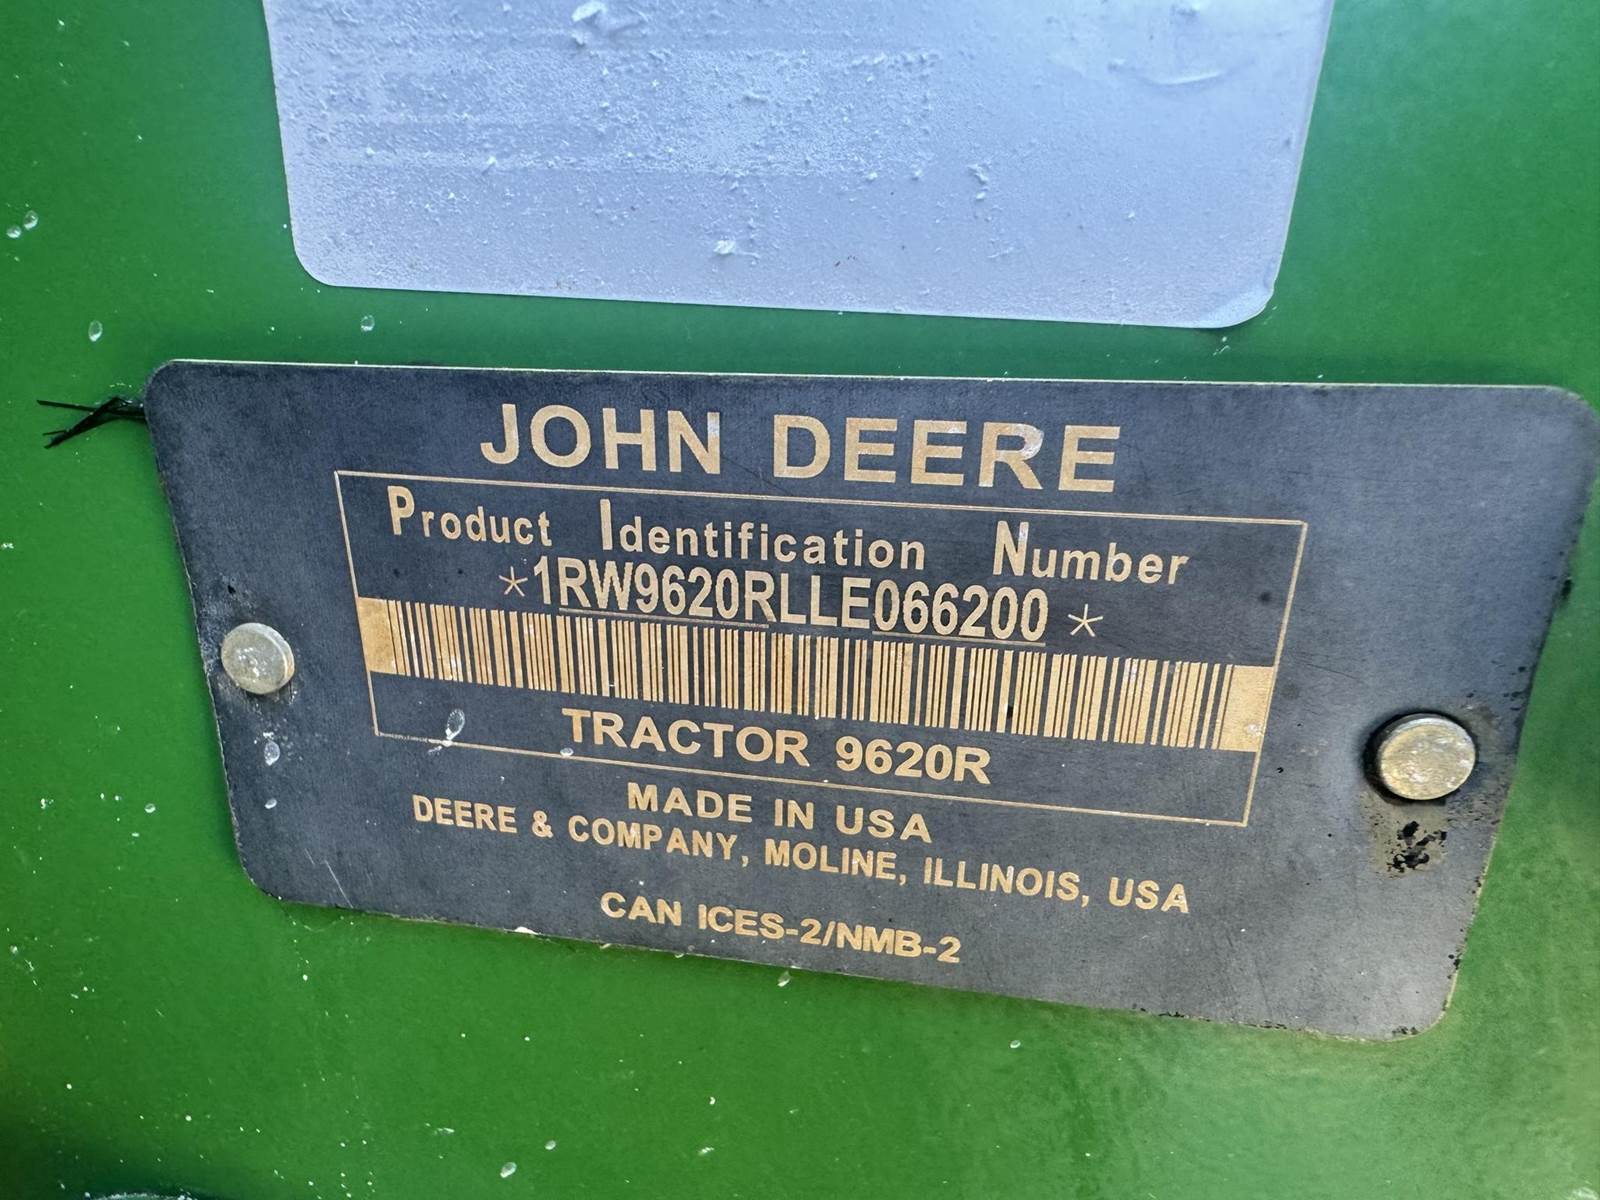 JOHN DEERE
Product Identification Number
*1RW9620RLLE066200*
TRACTOR 9620R
MADE IN USA
DEERE & COMPANY, MOLINE, ILLINOIS, USA
CAN ICES-2/NMB-2